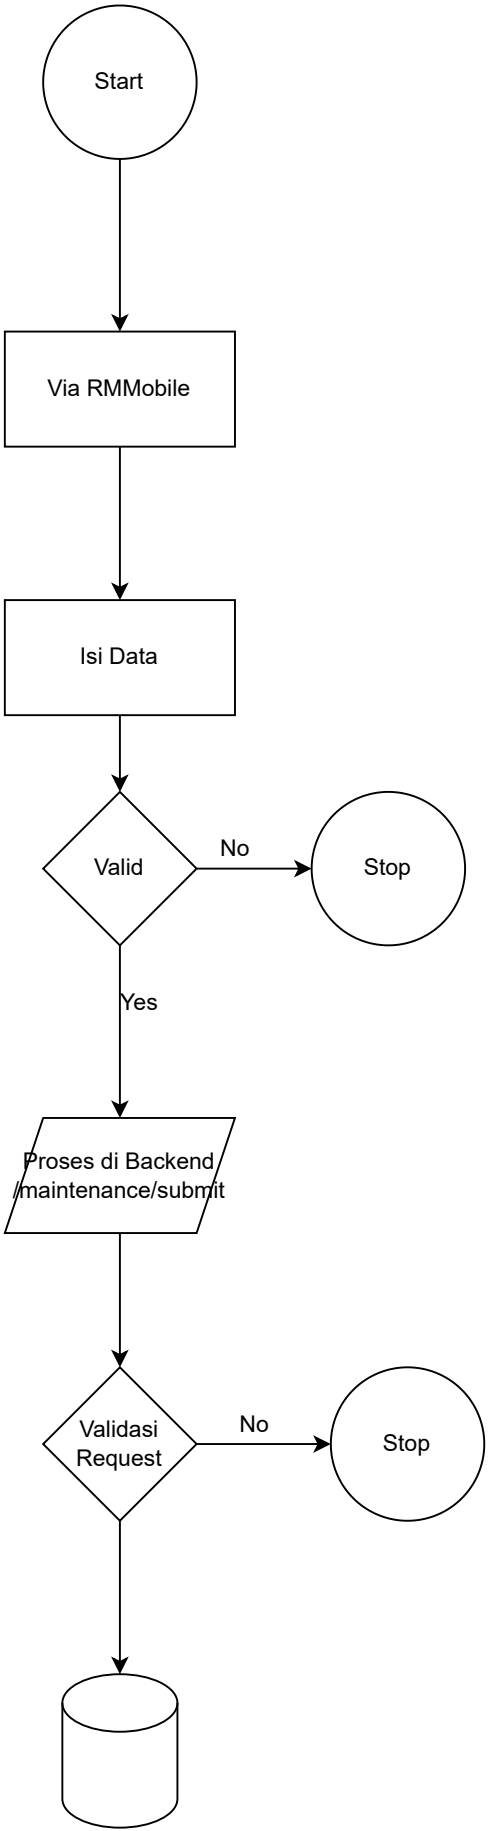 Start
Via RMMobile
Isi Data
Valid
No
Stop
Yes
Proses di Backend
/maintenance/submit
Validasi
Request
No
Stop